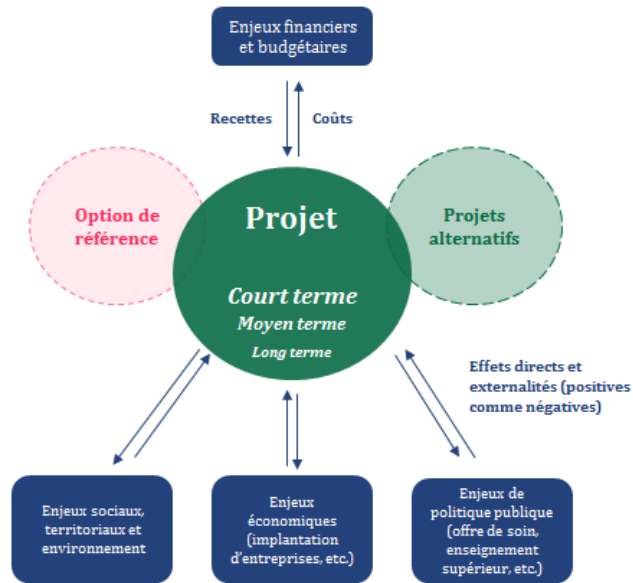 Enjeux financiers
et budgétaires
Recettes
Coûts
Option de
référence
Projet
Projets
alternatifs
Court terme
Moyen terme
Long terme
Effets directs et
externalités (positives
comme négatives)
Enjeux sociaux,
territoriaux et
environnement
Enjeux
économiques
(implantation
d'entreprises, etc.)
Enjeux de
politique publique
(offre de soin,
enseignement
supérieur, etc.)